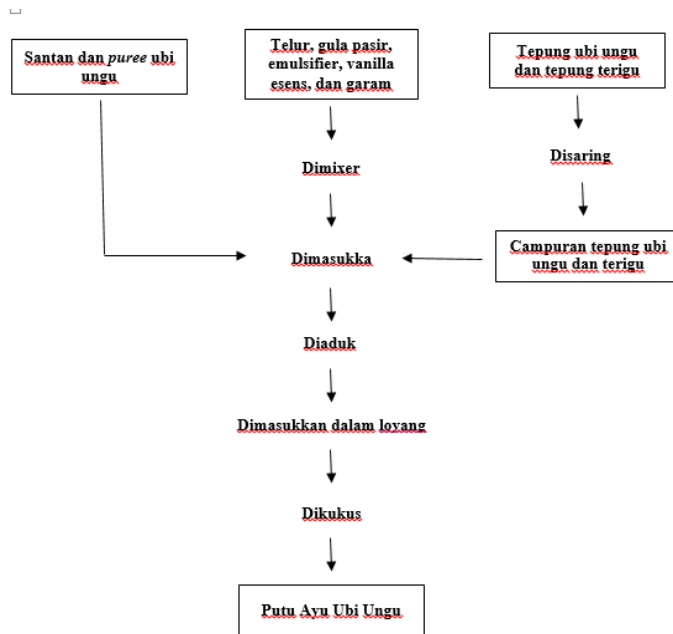 Santan dan puree ubi
ungu
Telur, gula pasir,
emulsifier, vanilla
esens, dan garam
Tepung ubi ungu
dan tepung terigu
Dimixer
Disaring
Dimasukka
Campuran tepung ubi
ungu dan terigu
Diaduk
Dimasukkan dalam loyang
Dikukus
Putu Ayu Ubi Ungu